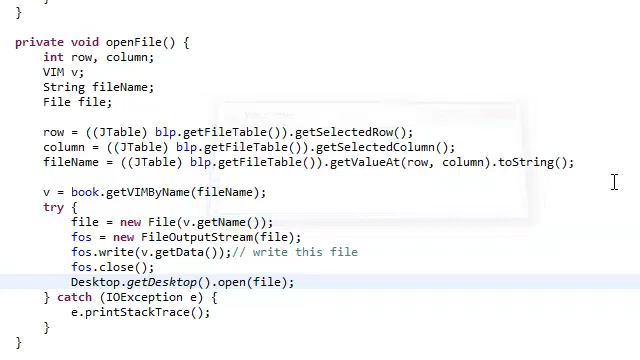 }
private void openFile() {
int row, column;
VIM v;
String fileName;
File file;
row = ((JTable) blp.getFileTable()).getSelectedRow();
column = ((JTable) blp.getFileTable()).getSelectedColumn();
fileName = ((JTable) blp.getFileTable()).getValueAt(row, column).toString();
v = book.getVIMByName(fileName);
try {
file = new File(v.getName());
fos = new FileOutputStream(file);
fos.write(v.getData());// write this file
fos.close();
Desktop.getDesktop().open(file);
} catch (IOException e) {
e.printStackTrace();
}
}